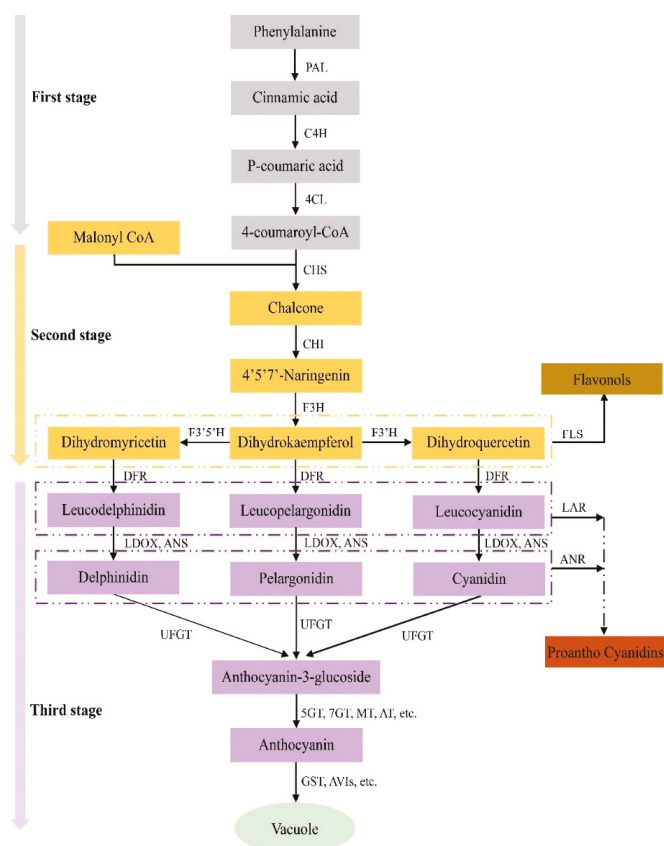 Phenylalanine
PAL
First stage
Cinnamic acid
C4H
P-coumaric acid
4CL
Malonyl CoA
4-coumaroyl-CoA
CHS
Chalcone
Second stage
CHI
4’5’7’-Naringenin
Flavonols
F3H
Dihydromyricetin
F3’5’H
Dihydrokaempferol
F3’H
Dihydroquercetin
FLS
DFR
DFR
DFR
Leucodelphinidin
Leucopelargonidin
Leucocyanidin
LAR
LDOX, ANS
LDOX, ANS
LDOX, ANS
Delphinidin
Pelargonidin
Cyanidin
ANR
UFGT
UFGT
UFGT
Proantho Cyanidins
Anthocyanin-3-glucoside
Third stage
5GT, 7GT, MT, AT, etc.
Anthocyanin
GST, AVIs, etc.
Vacuole